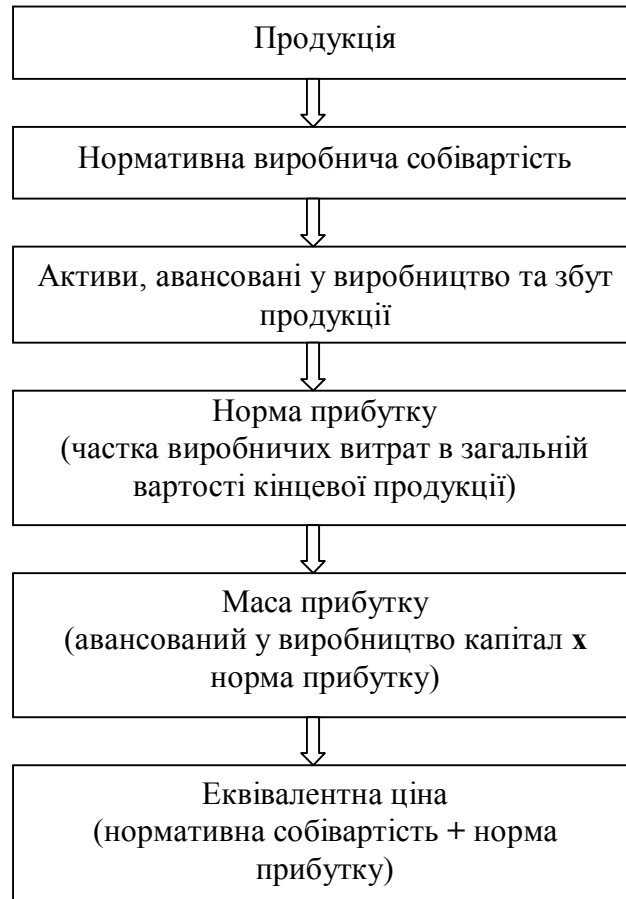 Продукція
Нормативна виробнича собівартість
Активи, авансовані у виробництво та збут
продукції
Норма прибутку
(частка виробничих витрат в загальній
вартості кінцевої продукції)
Маса прибутку
(авансований у виробництво капітал x
норма прибутку)
Еквівалентна ціна
(нормативна собівартість + норма
прибутку)